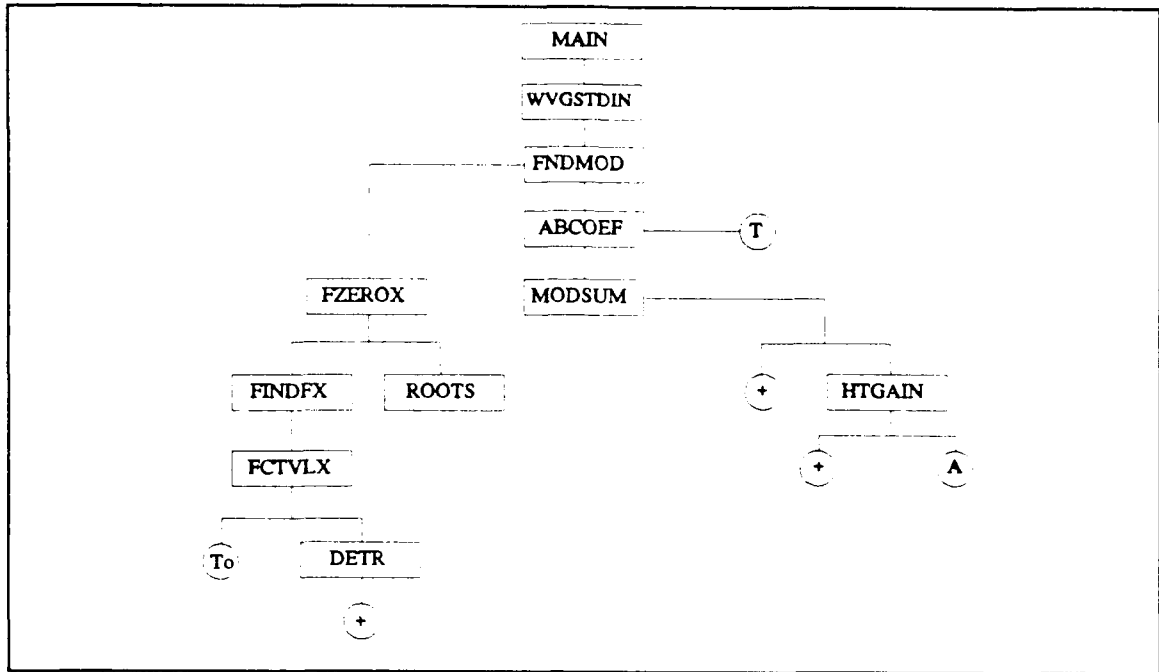 MAIN
WVGSTDIN
FNDMOD
ABCOEF T
FZEROX MODSUM
FINDFX ROOTS + HTGAIN
FCTVLX + A
To DETR
+